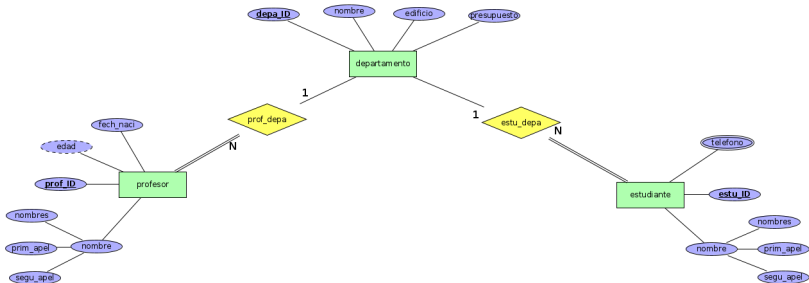 depa_ID
nombre
edificio
presupuesto
departamento
1
prof_depa
N
1
estu_depa
N
fech_naci
edad
prof_ID
profesor
nombres
prim_apel
nombre
segu_apel
telefono
estu_ID
estudiante
nombres
nombre
prim_apel
segu_apel